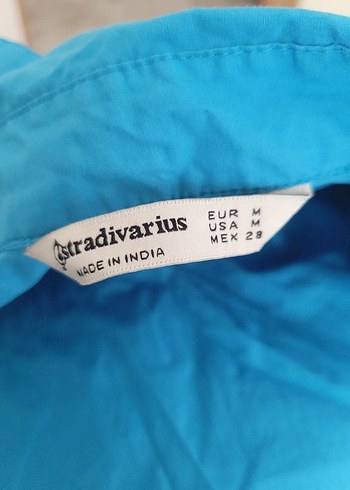 stradivarius
MADE IN INDIA
EUR M
USA M
MEX 28